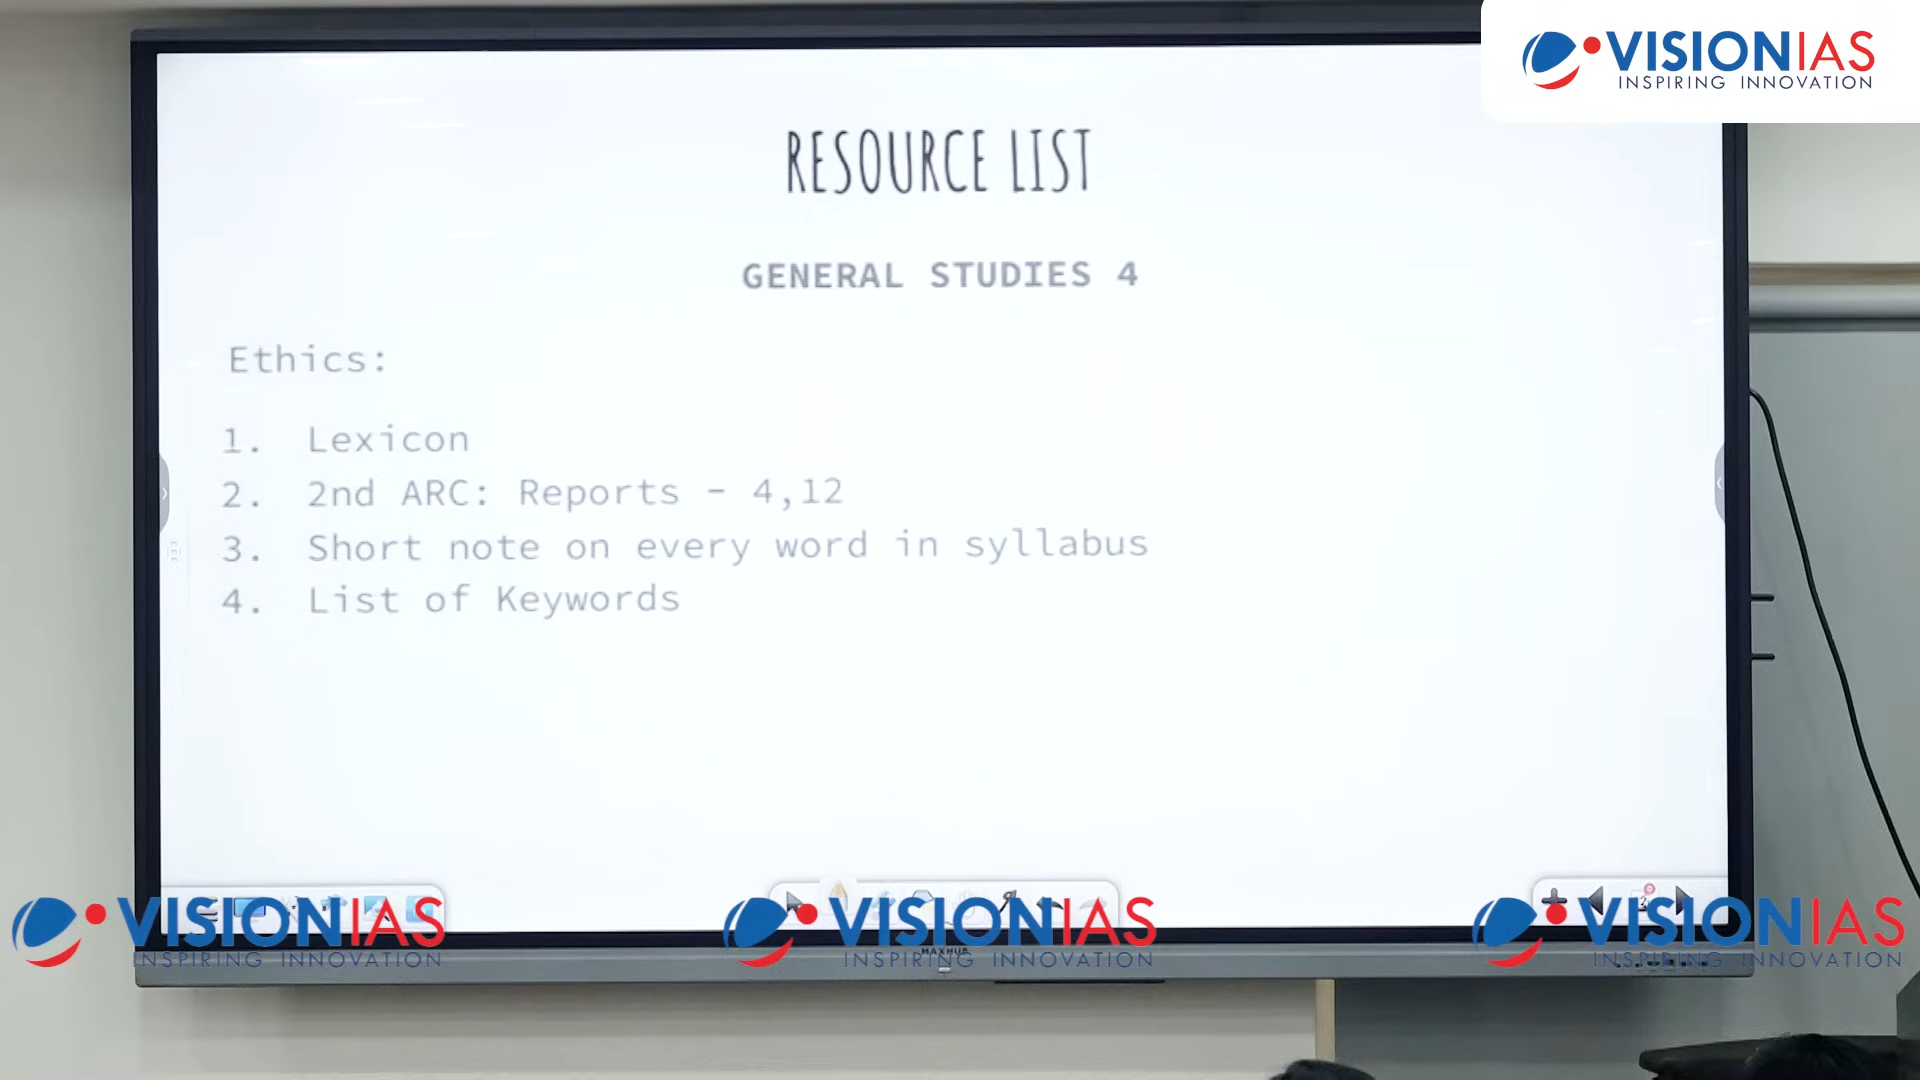 VISIONIAS
INSPIRING INNOVATION
RESOURCE LIST
GENERAL STUDIES 4
Ethics:
1. Lexicon
2. 2nd ARC: Reports - 4,12
3. Short note on every word in syllabus
4. List of Keywords
VISIONIAS
INSPIRING INNOVATION
VISIONIAS
INSPIRING INNOVATION
VISIONIAS
INSPIRING INNOVATION
MAXHUB